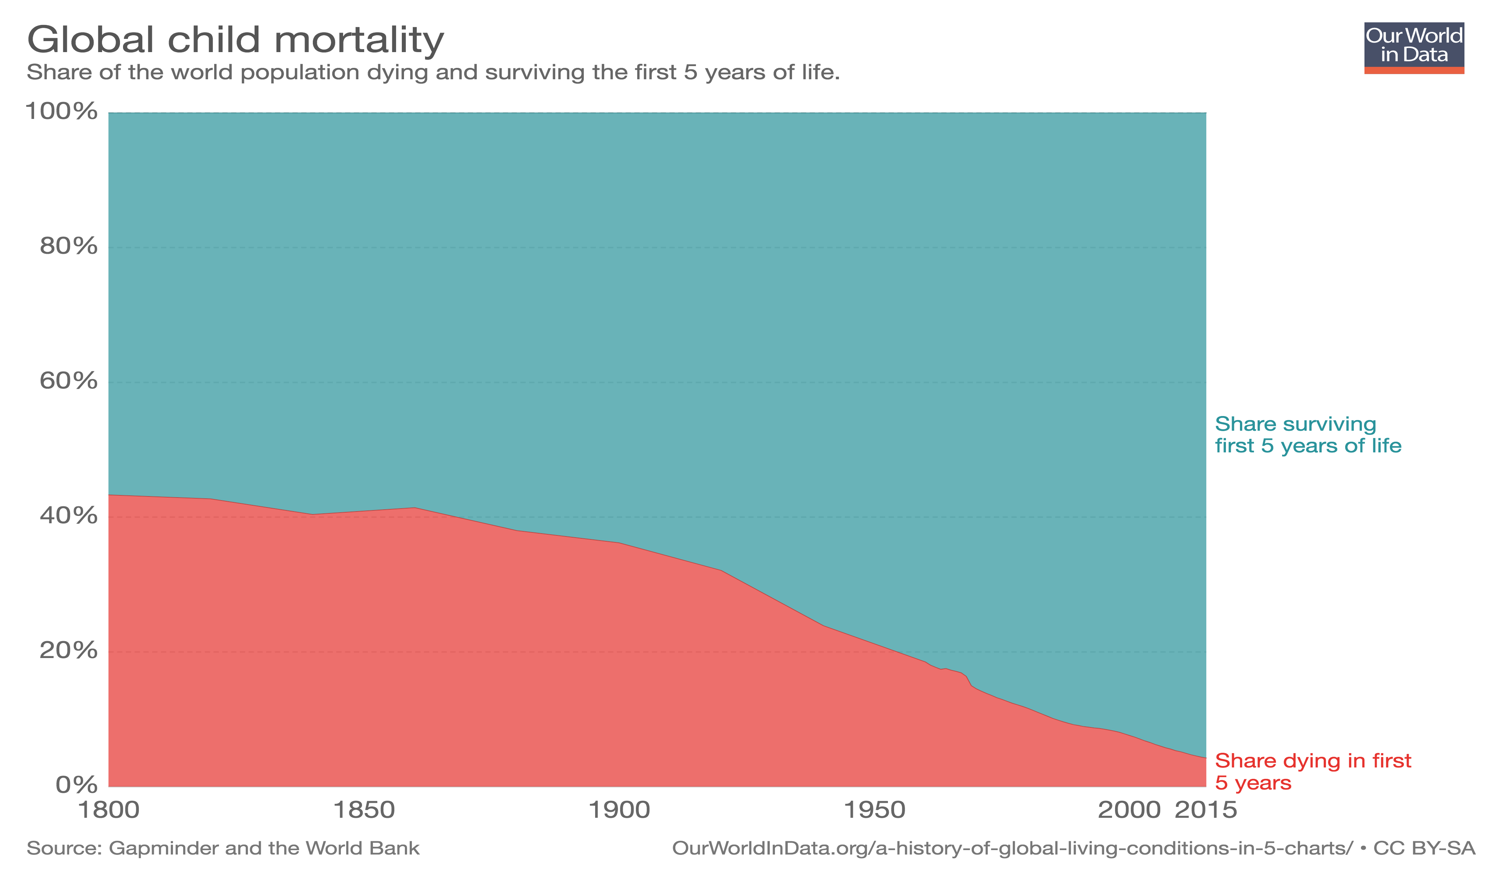 Global child mortality
Share of the world population dying and surviving the first 5 years of life.
Our World
in Data
100%
80%
60%
40%
20%
0%
Share surviving
first 5 years of life
Share dying in first
5 years
1800 1850 1900 1950 2000 2015
Source: Gapminder and the World Bank
OurWorldInData.org/a-history-of-global-living-conditions-in-5-charts/ • CC BY-SA